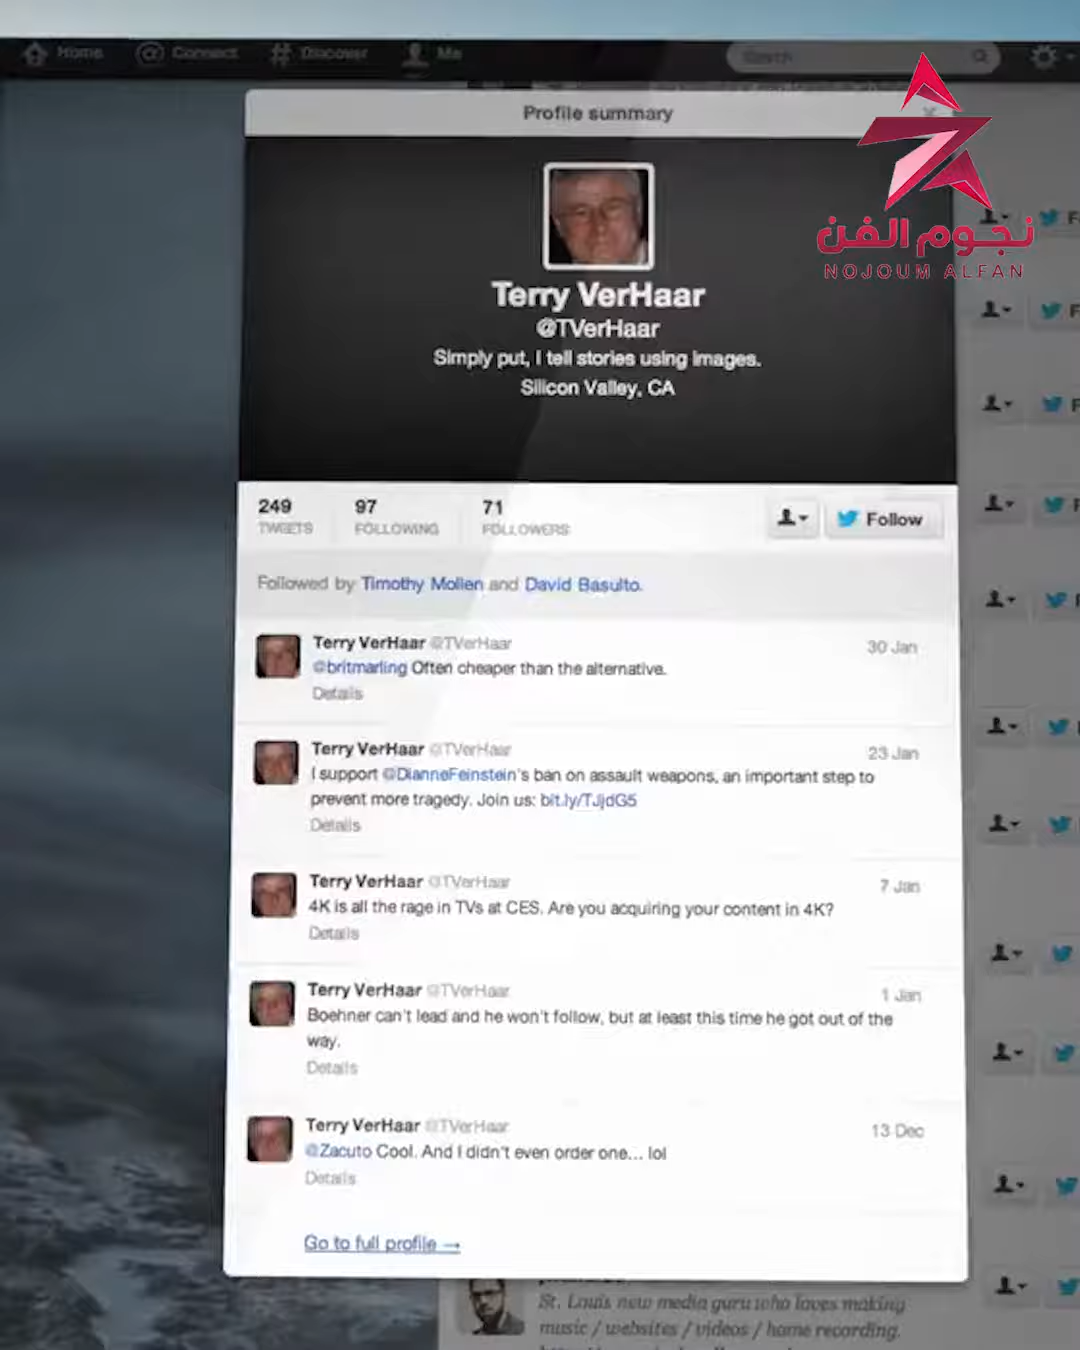 Home
Connect
Discover
Me
Search
Profile summary
نجوم الفن
NOJOUM ALFAN
Terry VerHaar
@TVerHaar
Simply put, I tell stories using images.
Silicon Valley, CA
249
TWEETS
97
FOLLOWING
71
FOLLOWERS
Follow
Followed by Timothy Mollen and David Basulto.
Terry VerHaar @TVerHaar
30 Jan
@britmarling Often cheaper than the alternative.
Details
Terry VerHaar @TVerHaar
23 Jan
I support @DianneFeinstein's ban on assault weapons, an important step to
prevent more tragedy. Join us: bit.ly/TJjdG5
Details
Terry VerHaar @TVerHaar
7 Jan
4K is all the rage in TVs at CES. Are you acquiring your content in 4K?
Details
Terry VerHaar @TVerHaar
1 Jan
Boehner can't lead and he won't follow, but at least this time he got out of the
way.
Details
Terry VerHaar @TVerHaar
13 Dec
@Zacuto Cool. And I didn't even order one... lol
Details
Go to full profile →
St. Louis new media guru who loves making
music / websites / videos / home recording.